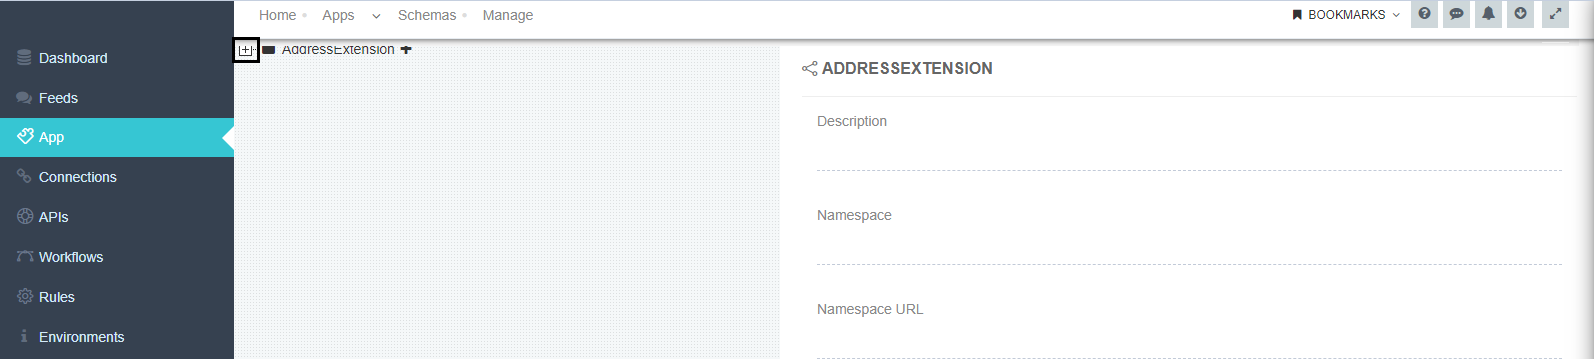 Home Apps Schemas Manage
BOOKMARKS
Dashboard
Feeds
App
Connections
APIs
Workflows
Rules
Environments
AddressExtension
ADDRESSEXTENSION
Description
Namespace
Namespace URL